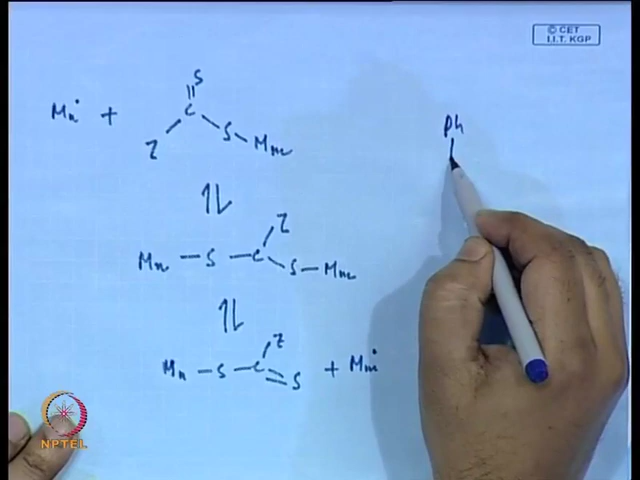 © CET
I.I.T. KGP
S
Mn• + C
Z S Mm
Ph
Z
Mn – S – C
S – Mm
Z
Mn – S – C + Mm•
S
NPTEL